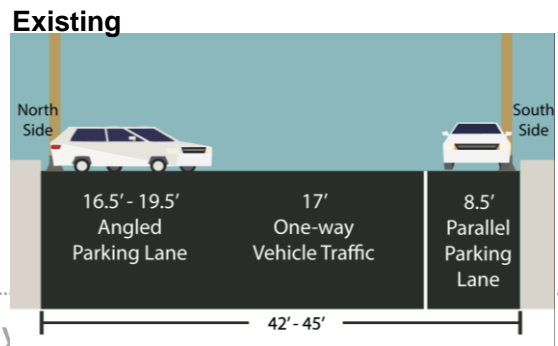 Existing
North
Side
South
Side
16.5' - 19.5'
Angled
Parking Lane
17'
One-way
Vehicle Traffic
8.5'
Parallel
Parking
Lane
42' - 45'